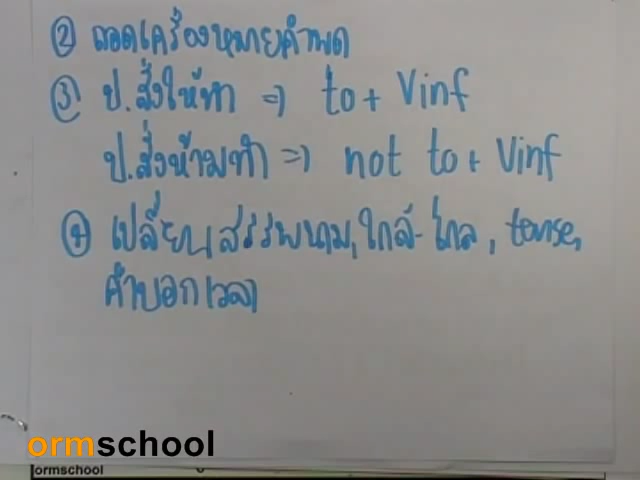 ② ถอดเครื่องหมายคำพูด
③ ป.สั่งให้ทำ => to + Vinf
ป.สั่งห้ามทำ => not to + Vinf
④ เปลี่ยนสรรพนาม, ใกล้-ไกล, tense,
คำบอกเวลา
ormschool
ormschool